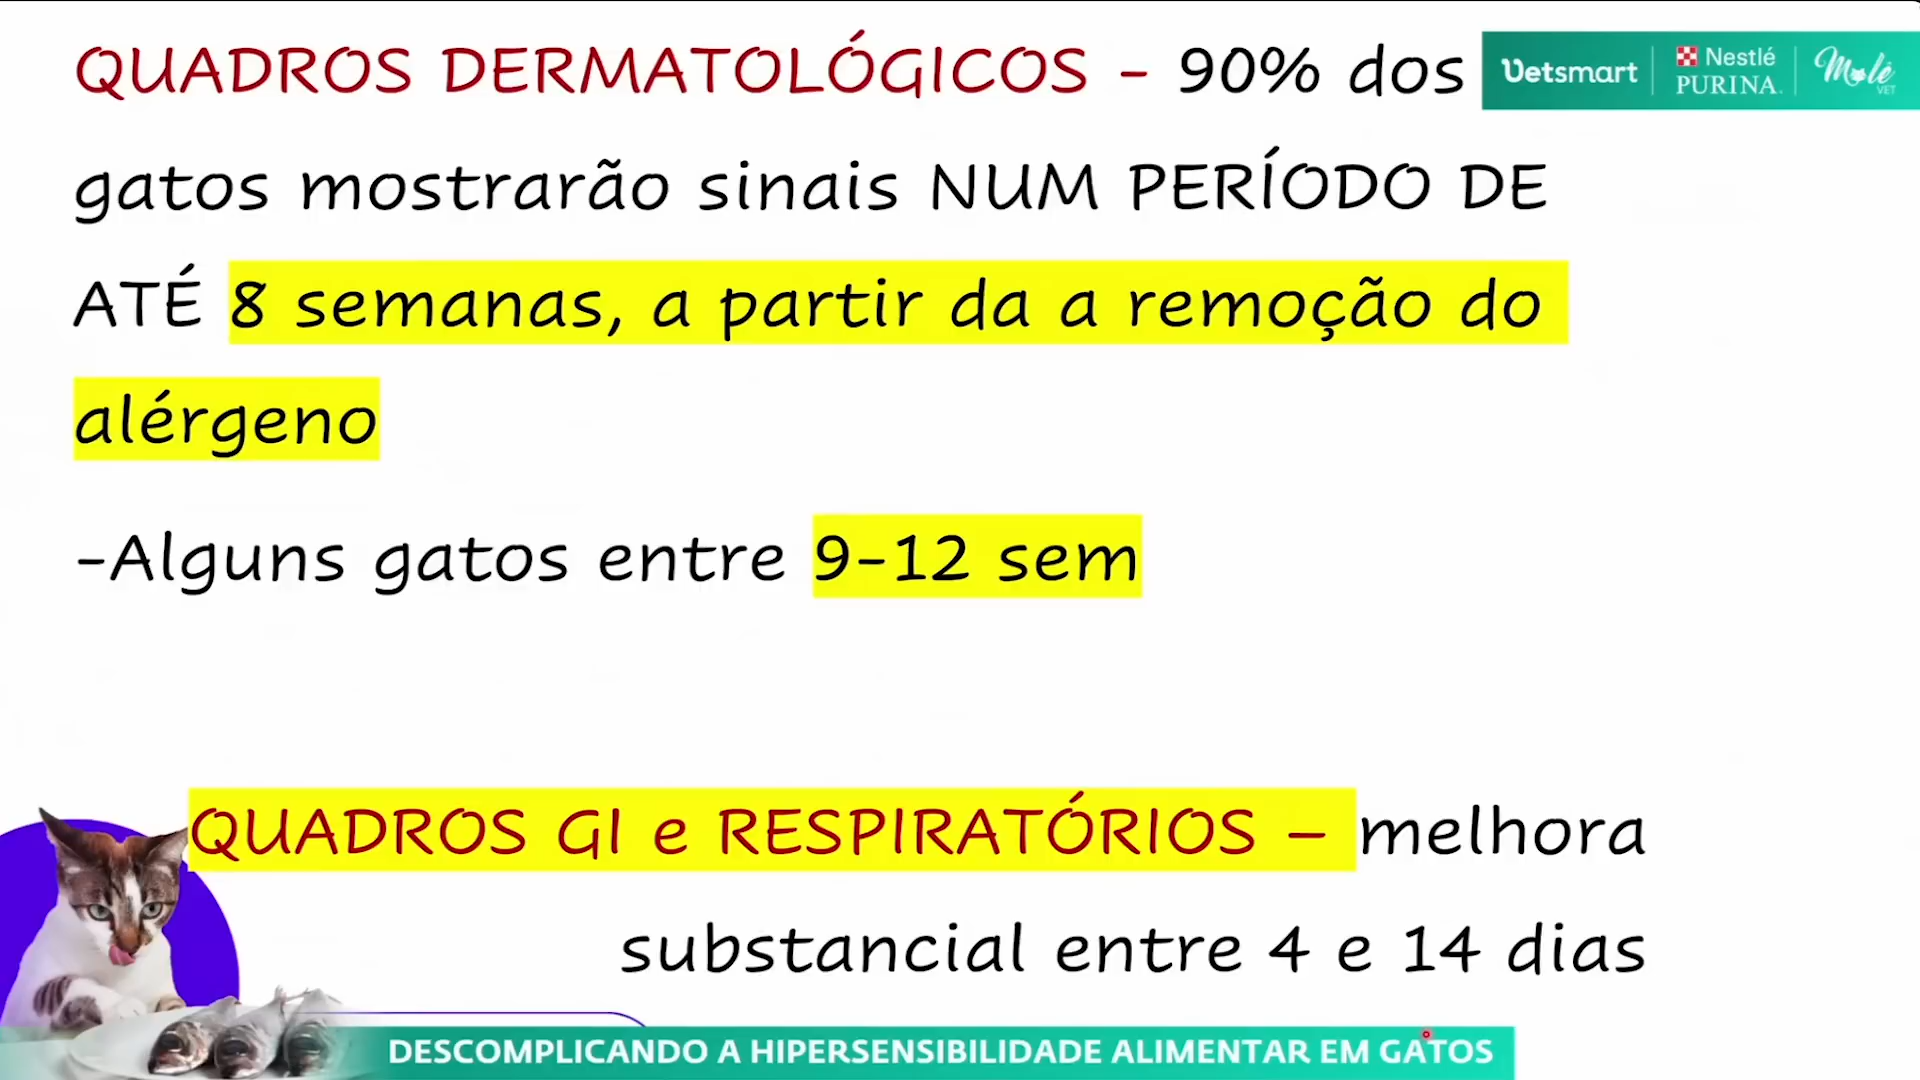 QUADROS DERMATOLÓGICOS - 90% dos
Vetsmart
Nestlé
PURINA.
Molê
VET
gatos mostrarão sinais NUM PERÍODO DE
ATÉ 8 semanas, a partir da a remoção do
alérgeno
-Alguns gatos entre 9-12 sem
QUADROS GI e RESPIRATÓRIOS – melhora
substancial entre 4 e 14 dias
DESCOMPLICANDO A HIPERSENSIBILIDADE ALIMENTAR EM GATOS